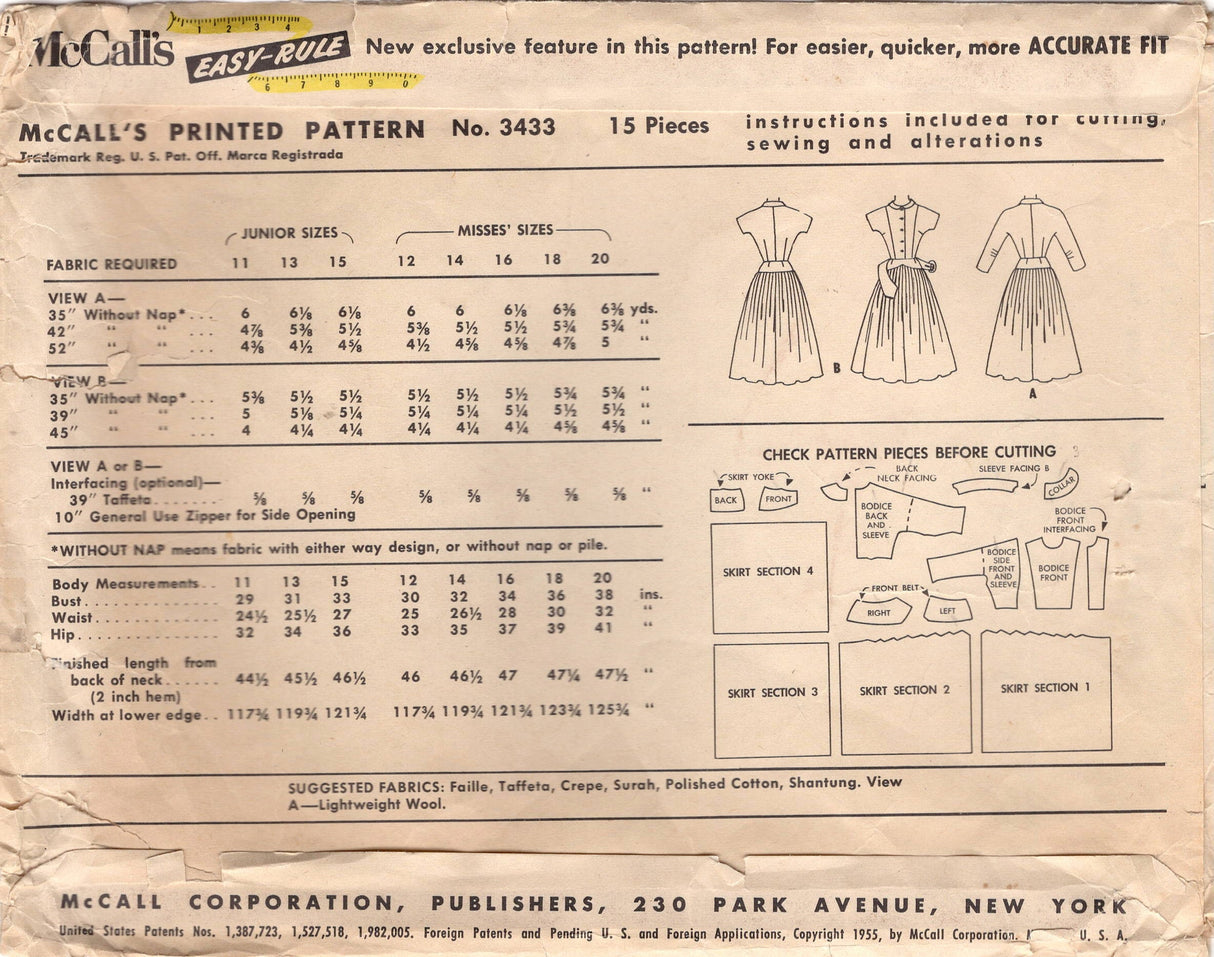 McCall's EASY-RULE New exclusive feature in this pattern! For easier, quicker, more ACCURATE FIT
1 2 3 4
6 7 8 9 0
McCALL'S PRINTED PATTERN No. 3433 15 Pieces instructions included for cutting,
sewing and alterations
Trademark Reg. U. S. Pat. Off. Marca Registrada
JUNIOR SIZES MISSES' SIZES
FABRIC REQUIRED 11 13 15 12 14 16 18 20
VIEW A—
35" Without Nap*... 6 6⅛ 6⅛ 6 6 6⅛ 6⅜ 6⅜ yds.
42" " " ... 4⅞ 5⅜ 5½ 5⅜ 5½ 5½ 5¾ 5¾ "
52" " " ... 4⅜ 4½ 4⅝ 4½ 4⅝ 4⅝ 4⅞ 5 "
VIEW B—
35" Without Nap*... 5⅜ 5½ 5½ 5½ 5½ 5½ 5¾ 5¾ "
39" " " ... 5 5⅛ 5¼ 5¼ 5¼ 5¼ 5½ 5½ "
45" " " ... 4 4¼ 4¼ 4¼ 4¼ 4¼ 4⅝ 4⅝ "
VIEW A or B—
Interfacing (optional)—
39" Taffeta........ ⅝ ⅝ ⅝ ⅝ ⅝ ⅝ ⅝ ⅝ "
10" General Use Zipper for Side Opening
*WITHOUT NAP means fabric with either way design, or without nap or pile.
Body Measurements.. 11 13 15 12 14 16 18 20
Bust............... 29 31 33 30 32 34 36 38 ins.
Waist.............. 24½ 25½ 27 25 26½ 28 30 32 "
Hip................ 32 34 36 33 35 37 39 41 "
Finished length from
back of neck...... 44½ 45½ 46½ 46 46½ 47 47¼ 47½ "
(2 inch hem)
Width at lower edge.. 117¾ 119¾ 121¾ 117¾ 119¾ 121¾ 123¾ 125¾ "
B
A
CHECK PATTERN PIECES BEFORE CUTTING 3
SKIRT YOKE
BACK
FRONT
BACK
NECK FACING
SLEEVE FACING B
COLLAR
BODICE
BACK
AND
SLEEVE
BODICE
FRONT
INTERFACING
SKIRT SECTION 4
BODICE
SIDE
FRONT
AND
SLEEVE
BODICE
FRONT
FRONT BELT
RIGHT
LEFT
SKIRT SECTION 3
SKIRT SECTION 2
SKIRT SECTION 1
SUGGESTED FABRICS: Faille, Taffeta, Crepe, Surah, Polished Cotton, Shantung. View
A—Lightweight Wool.
McCALL CORPORATION, PUBLISHERS, 230 PARK AVENUE, NEW YORK
United States Patents Nos. 1,387,723, 1,527,518, 1,982,005. Foreign Patents and Pending U. S. and Foreign Applications, Copyright 1955, by McCall Corporation. U. S. A.